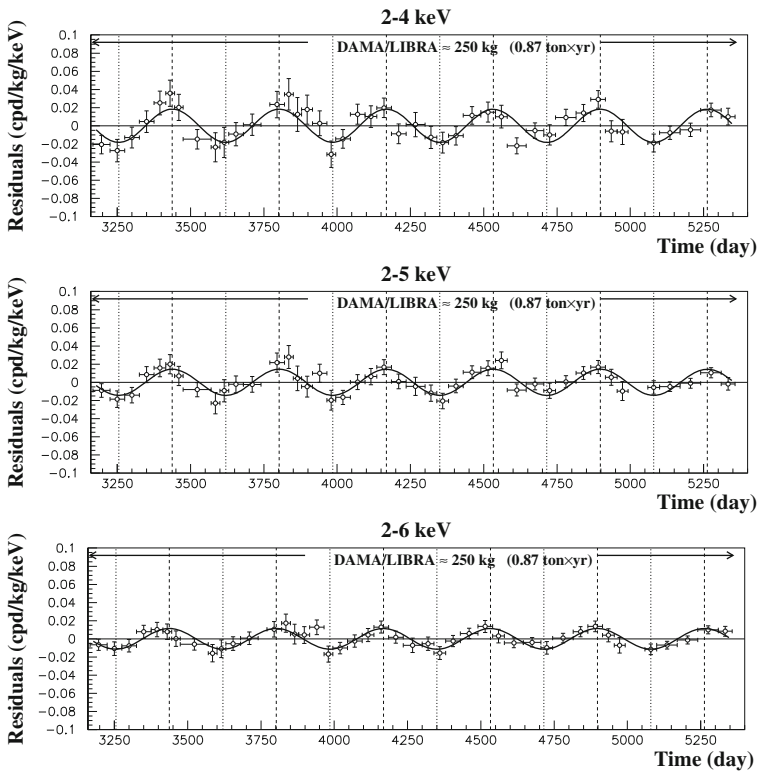 2-4 keV
Residuals (cpd/kg/keV)
0.1
0.08
0.06
0.04
0.02
0
−0.02
−0.04
−0.06
−0.08
−0.1
DAMA/LIBRA ≈ 250 kg (0.87 ton×yr)
3250 3500 3750 4000 4250 4500 4750 5000 5250
Time (day)
2-5 keV
Residuals (cpd/kg/keV)
0.1
0.08
0.06
0.04
0.02
0
−0.02
−0.04
−0.06
−0.08
−0.1
DAMA/LIBRA ≈ 250 kg (0.87 ton×yr)
3250 3500 3750 4000 4250 4500 4750 5000 5250
Time (day)
2-6 keV
Residuals (cpd/kg/keV)
0.1
0.08
0.06
0.04
0.02
0
−0.02
−0.04
−0.06
−0.08
−0.1
DAMA/LIBRA ≈ 250 kg (0.87 ton×yr)
3250 3500 3750 4000 4250 4500 4750 5000 5250
Time (day)